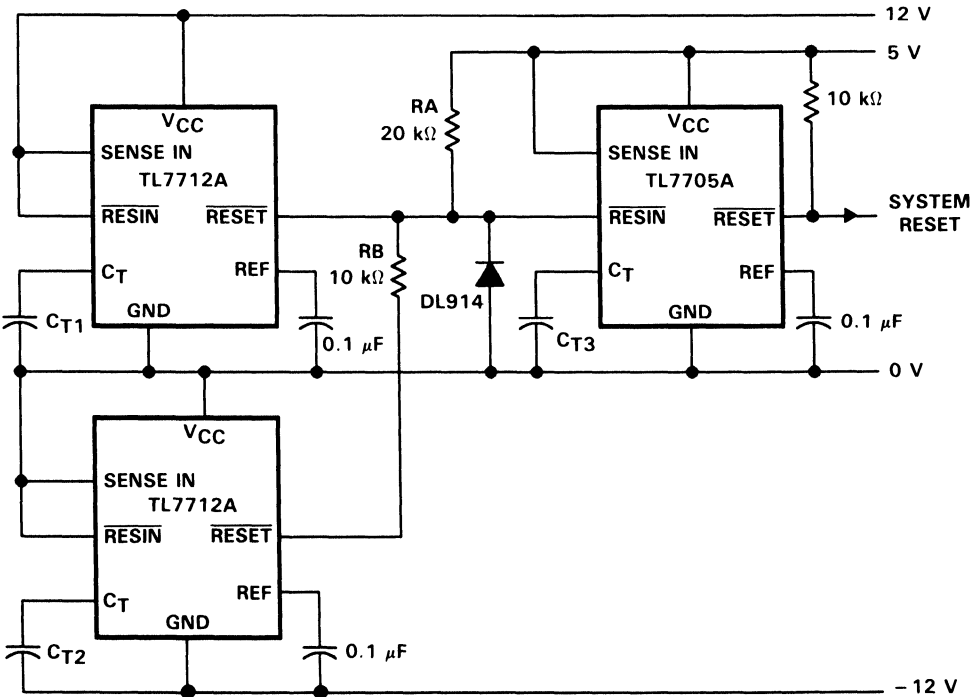 12 V
5 V
RA
20 kΩ
10 kΩ
VCC
SENSE IN
TL7712A
RESIN
RESET
CT
REF
GND
CT1
0.1 μF
RB
10 kΩ
DL914
VCC
SENSE IN
TL7705A
RESIN
RESET
CT
REF
GND
CT3
0.1 μF
SYSTEM
RESET
0 V
VCC
SENSE IN
TL7712A
RESIN
RESET
CT
REF
GND
CT2
0.1 μF
−12 V